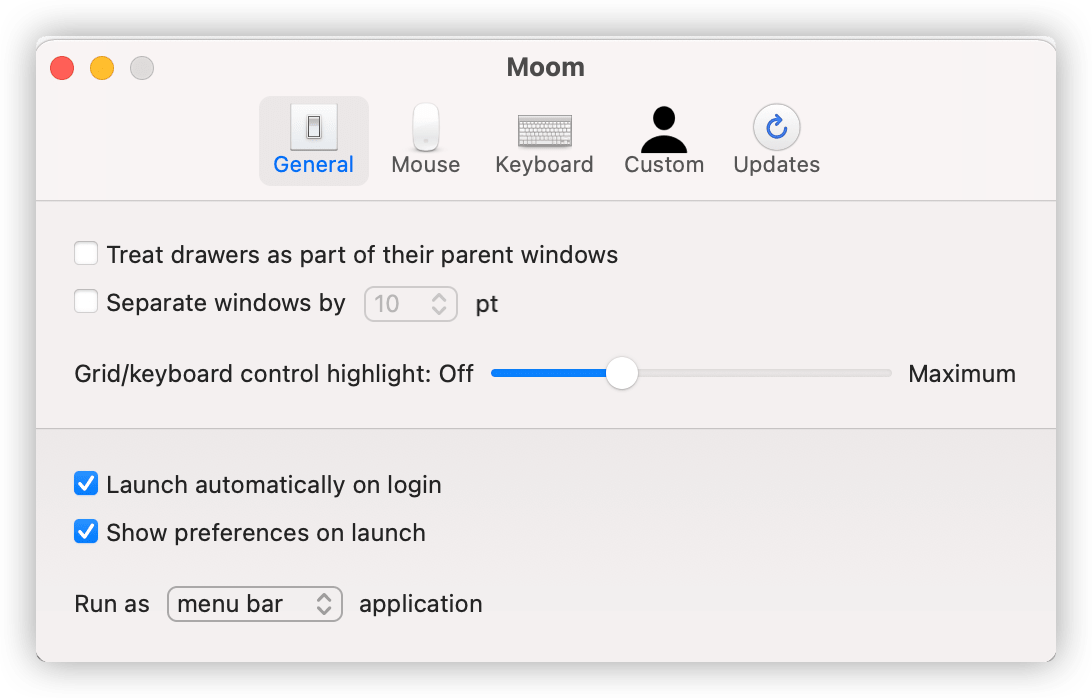 Moom
General Mouse Keyboard Custom Updates
Treat drawers as part of their parent windows
Separate windows by 10 pt
Grid/keyboard control highlight: Off Maximum
Launch automatically on login
Show preferences on launch
Run as menu bar application